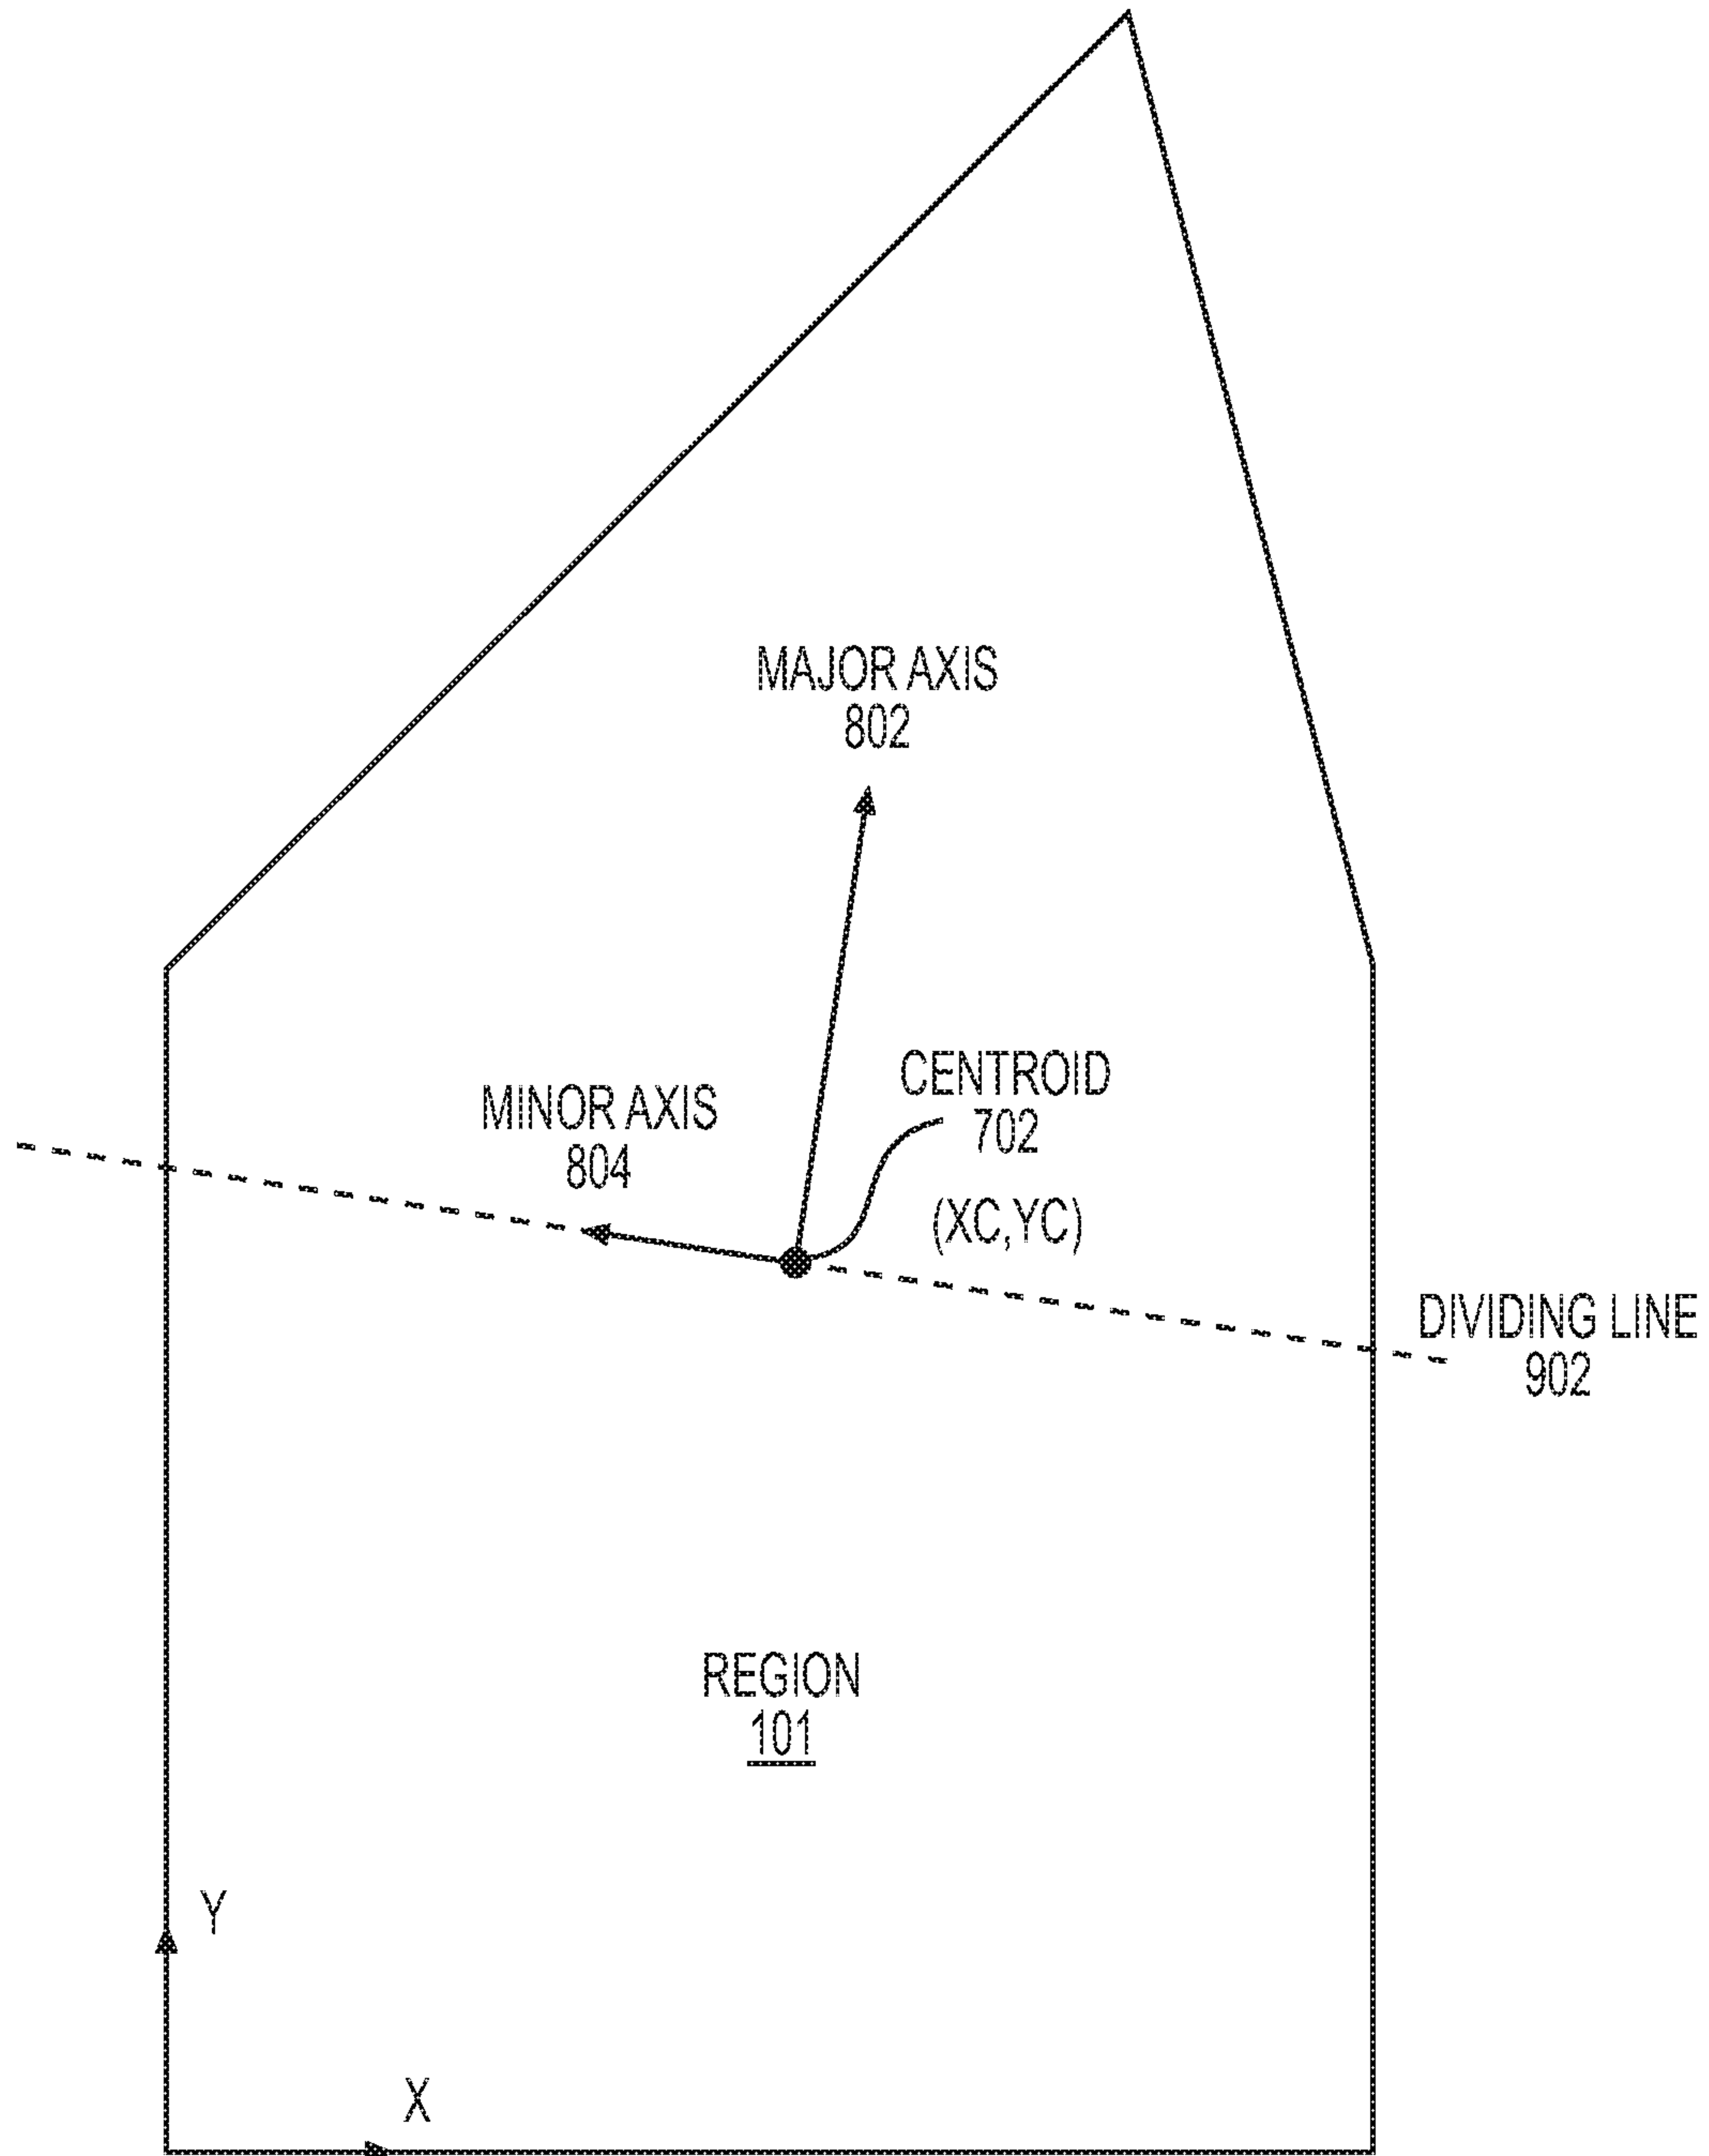 MAJOR AXIS
802
CENTROID
702
MINOR AXIS
804
(XC,YC)
DIVIDING LINE
902
REGION
101
Y
X